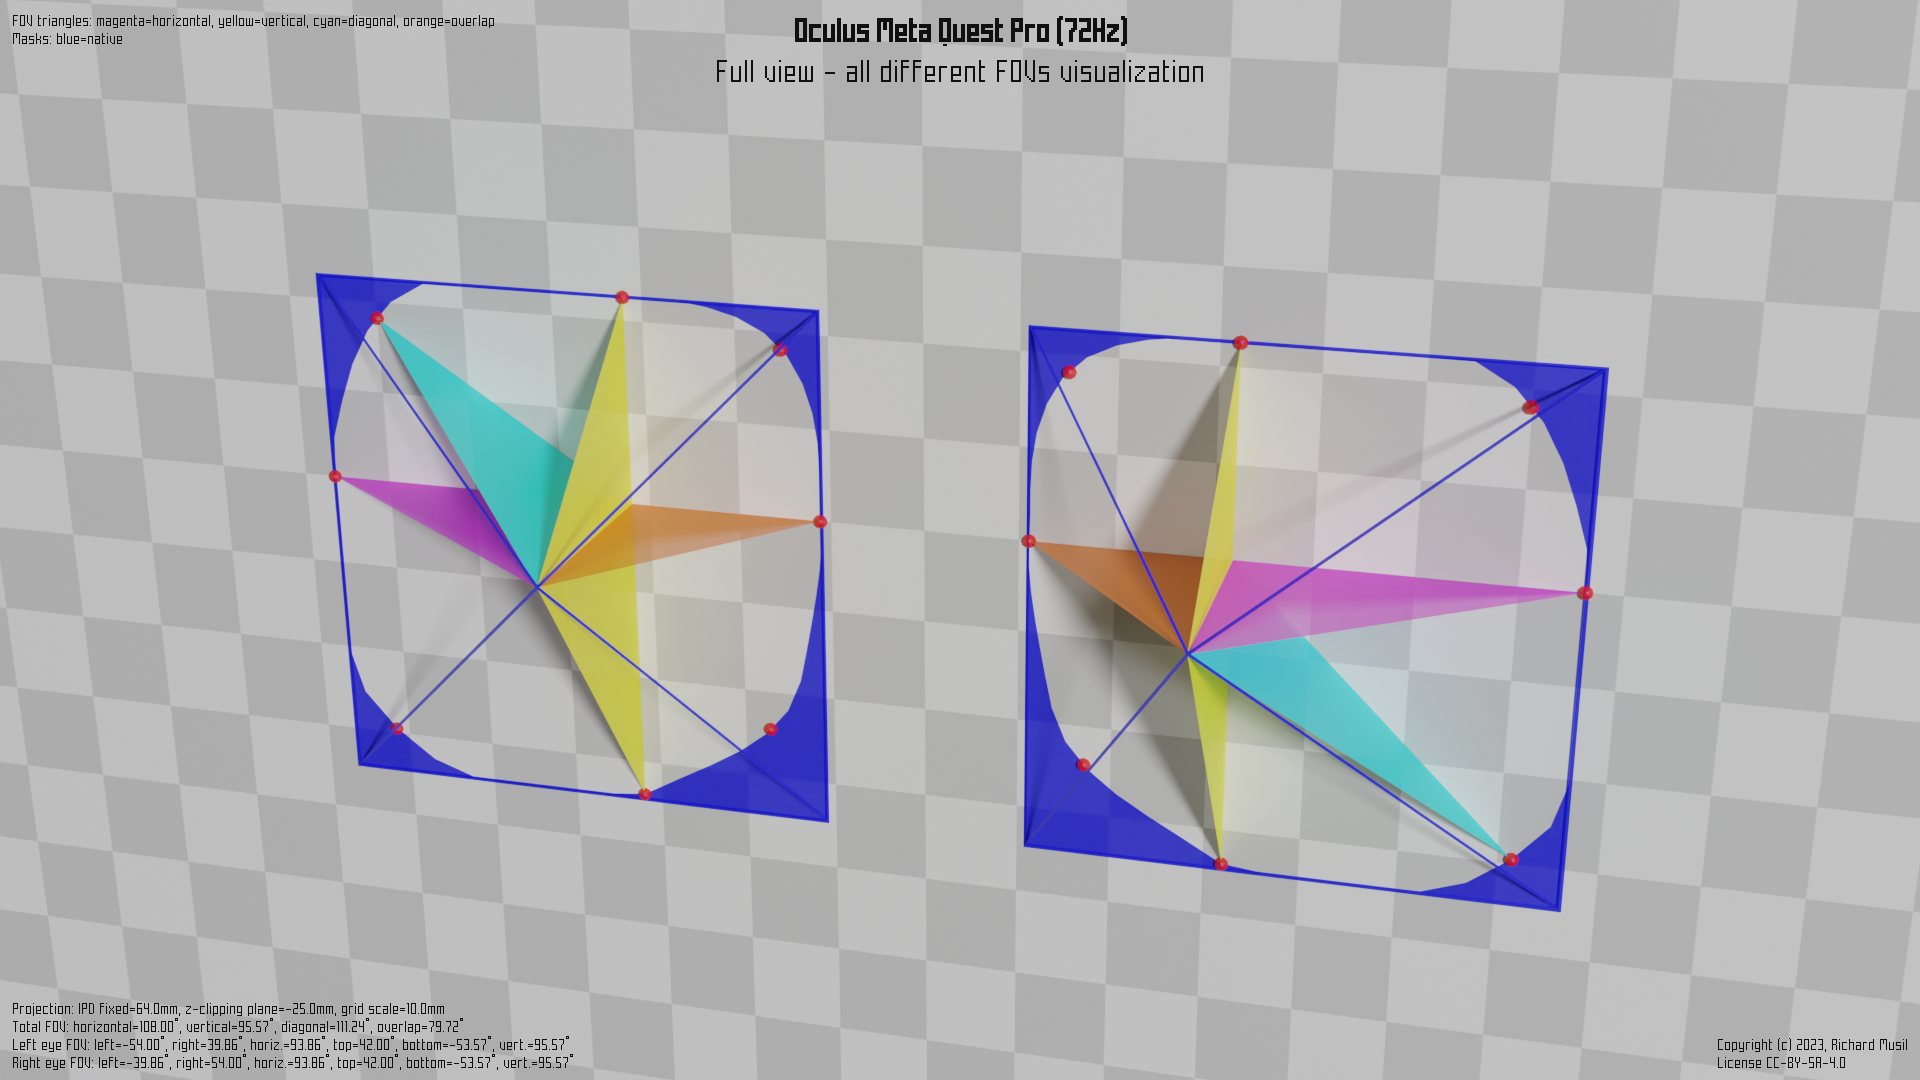 FOV triangles: magenta=horizontal, yellow=vertical, cyan=diagonal, orange=overlap
Masks: blue=native
Oculus Meta Quest Pro (72Hz)
Full view - all different FOVs visualization
Projection: IPD fixed=64.0mm, z-clipping plane=-25.0mm, grid scale=10.0mm
Total FOV: horizontal=108.00°, vertical=95.57°, diagonal=111.24°, overlap=79.72°
Left eye FOV: left=-54.00°, right=39.86°, horiz.=93.86°, top=42.00°, bottom=-53.57°, vert.=95.57°
Right eye FOV: left=-39.86°, right=54.00°, horiz.=93.86°, top=42.00°, bottom=-53.57°, vert.=95.57°
Copyright (c) 2023, Richard Musil
License CC-BY-SA-4.0